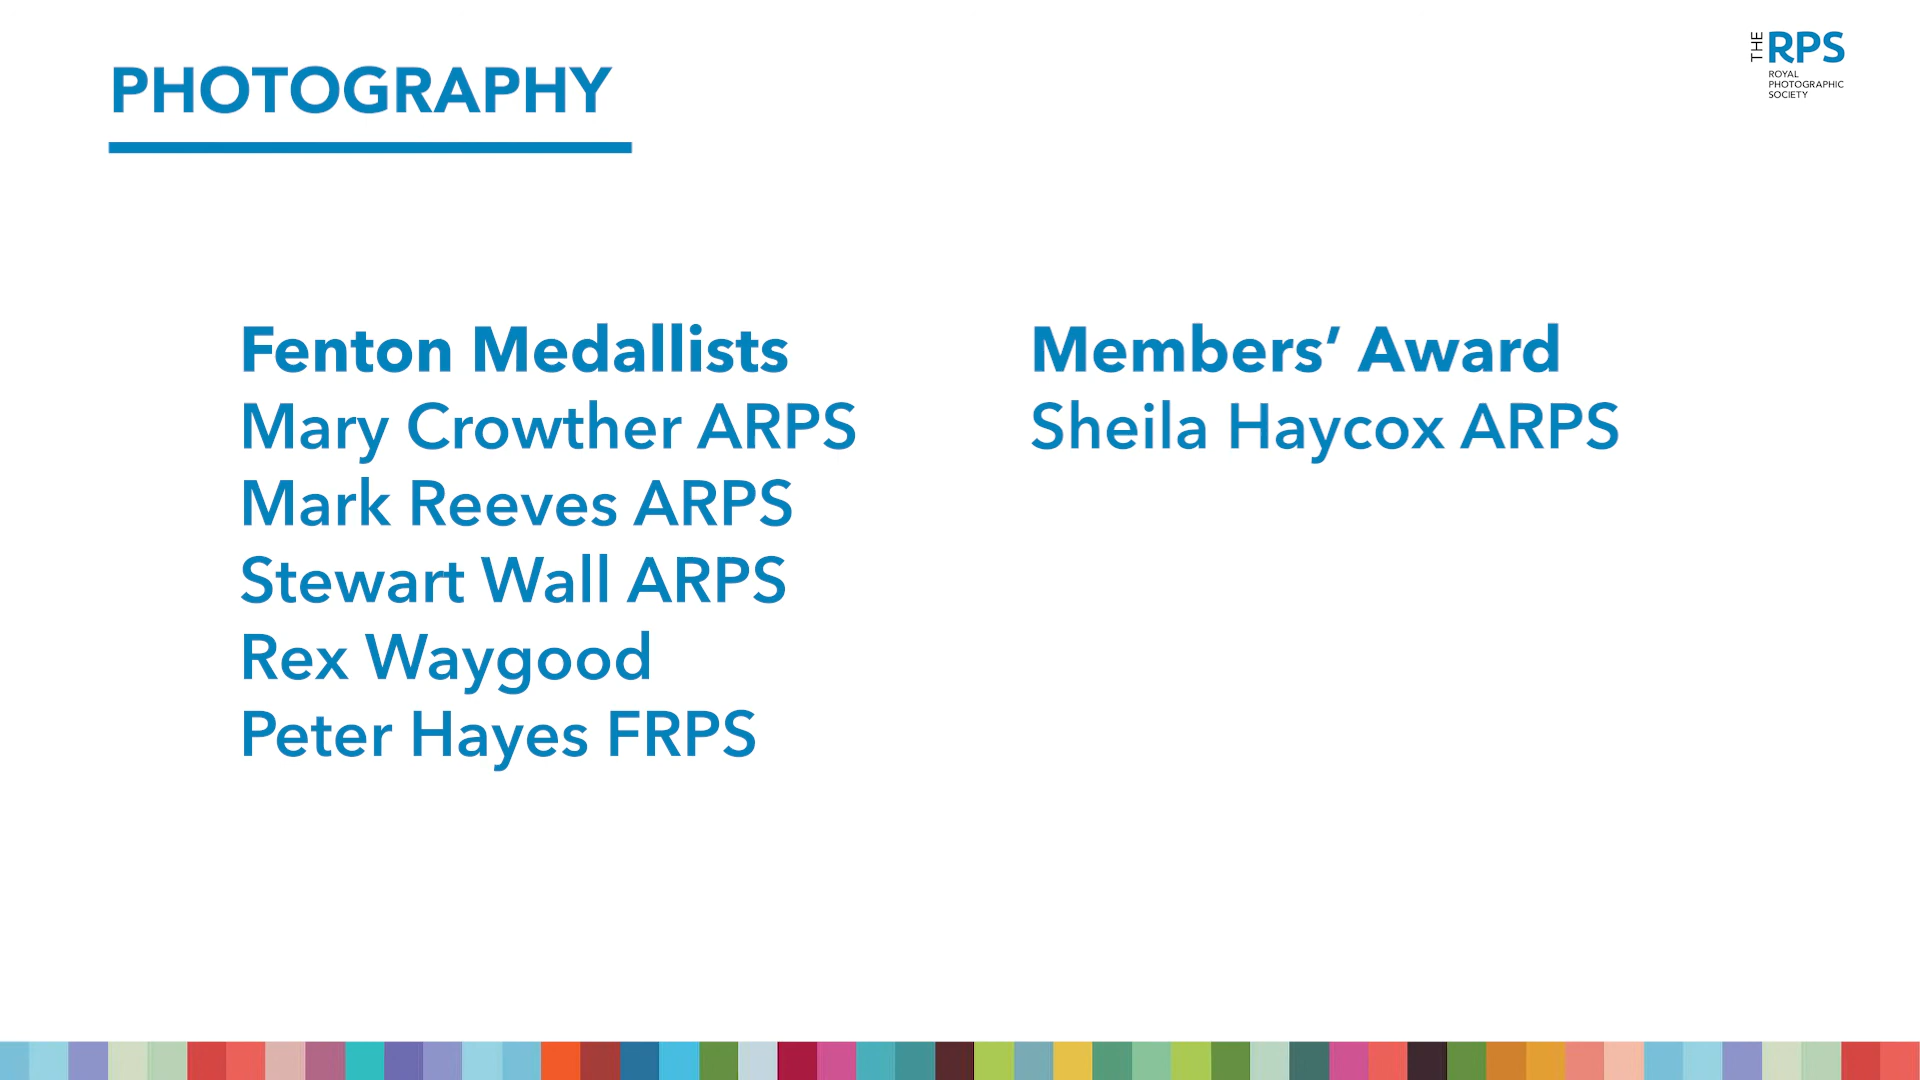 PHOTOGRAPHY
THE RPS
ROYAL
PHOTOGRAPHIC
SOCIETY
Fenton Medallists
Mary Crowther ARPS
Mark Reeves ARPS
Stewart Wall ARPS
Rex Waygood
Peter Hayes FRPS
Members’ Award
Sheila Haycox ARPS